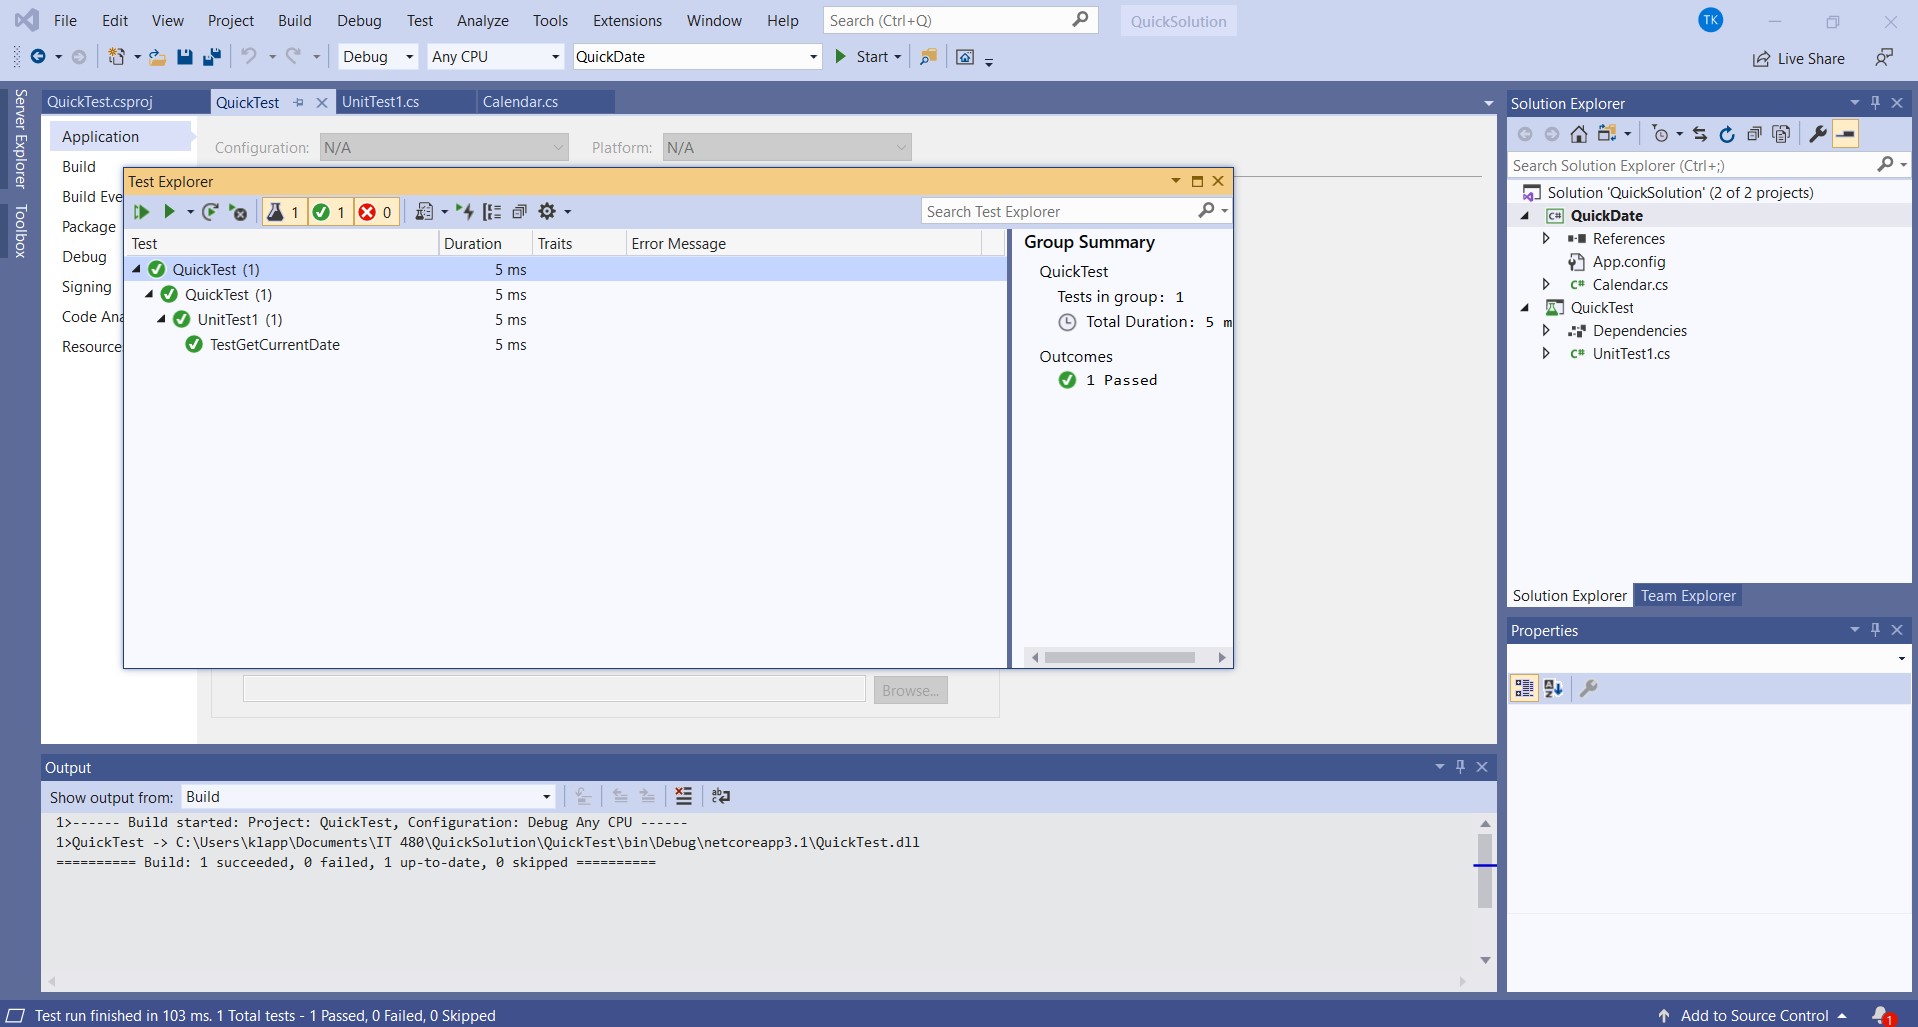 File Edit View Project Build Debug Test Analyze Tools Extensions Window Help Search (Ctrl+Q) QuickSolution TK
Debug Any CPU QuickDate Start Live Share
Server Explorer
Toolbox
QuickTest.csproj QuickTest UnitTest1.cs Calendar.cs
Application
Build
Build Eve
Package
Debug
Signing
Code Ana
Resource
Configuration: N/A Platform: N/A
Test Explorer
1 1 0 Search Test Explorer
Test Duration Traits Error Message
QuickTest (1) 5 ms
QuickTest (1) 5 ms
UnitTest1 (1) 5 ms
TestGetCurrentDate 5 ms
Group Summary
QuickTest
Tests in group: 1
Total Duration: 5 m
Outcomes
1 Passed
Browse...
Output
Show output from: Build
1>------ Build started: Project: QuickTest, Configuration: Debug Any CPU ------
1>QuickTest -> C:\Users\klapp\Documents\IT 480\QuickSolution\QuickTest\bin\Debug\netcoreapp3.1\QuickTest.dll
========== Build: 1 succeeded, 0 failed, 1 up-to-date, 0 skipped ==========
Solution Explorer
Search Solution Explorer (Ctrl+;)
Solution 'QuickSolution' (2 of 2 projects)
C# QuickDate
References
App.config
C# Calendar.cs
QuickTest
Dependencies
C# UnitTest1.cs
Solution Explorer Team Explorer
Properties
Test run finished in 103 ms. 1 Total tests - 1 Passed, 0 Failed, 0 Skipped Add to Source Control 1